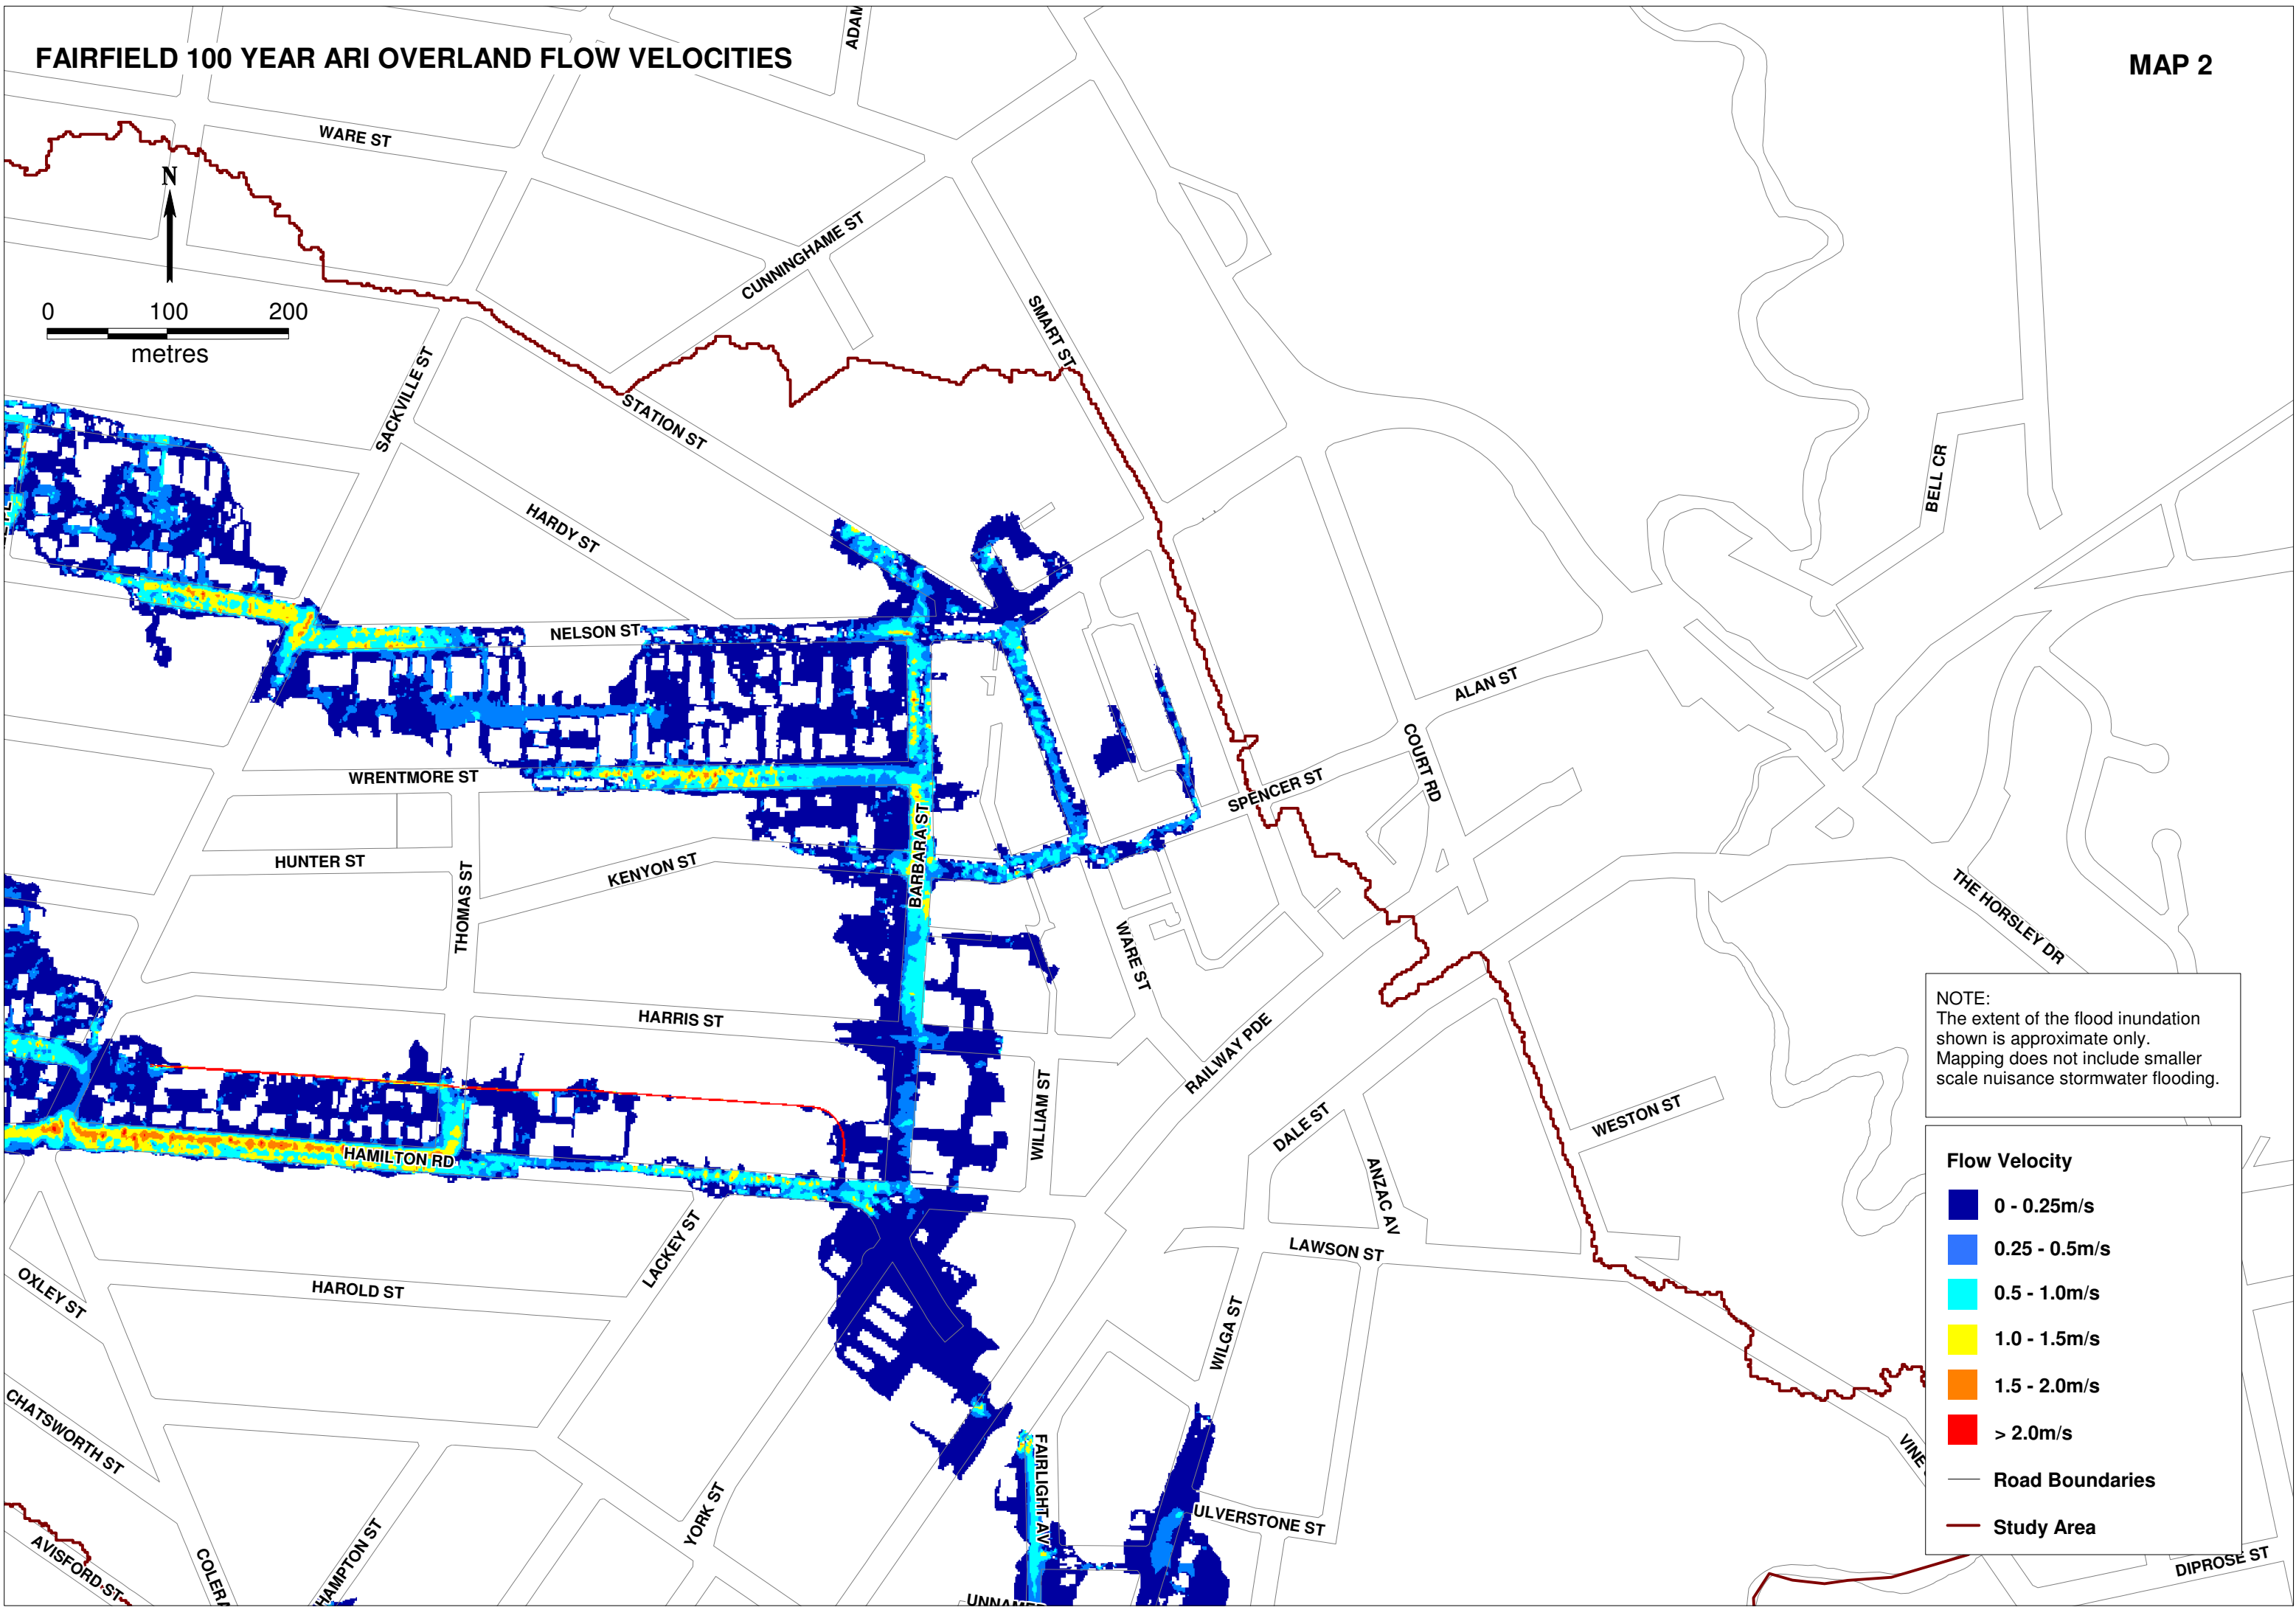 FAIRFIELD 100 YEAR ARI OVERLAND FLOW VELOCITIES
MAP 2
WARE ST
N
0 100 200
metres
CUNNINGHAME ST
SMART ST
SACKVILLE ST
STATION ST
HARDY ST
BELL CR
NELSON ST
ALAN ST
COURT RD
WRENTMORE ST
SPENCER ST
BARBARA ST
HUNTER ST
THOMAS ST
KENYON ST
WARE ST
THE HORSLEY DR
HARRIS ST
RAILWAY PDE
WILLIAM ST
DALE ST
WESTON ST
ANZAC AV
HAMILTON RD
LACKEY ST
LAWSON ST
OXLEY ST
HAROLD ST
WILGA ST
CHATSWORTH ST
YORK ST
FAIRLIGHT AV
ULVERSTONE ST
AVISFORD ST
HAMPTON ST
DIPROSE ST
NOTE:
The extent of the flood inundation
shown is approximate only.
Mapping does not include smaller
scale nuisance stormwater flooding.
Flow Velocity
0 - 0.25m/s
0.25 - 0.5m/s
0.5 - 1.0m/s
1.0 - 1.5m/s
1.5 - 2.0m/s
> 2.0m/s
Road Boundaries
Study Area